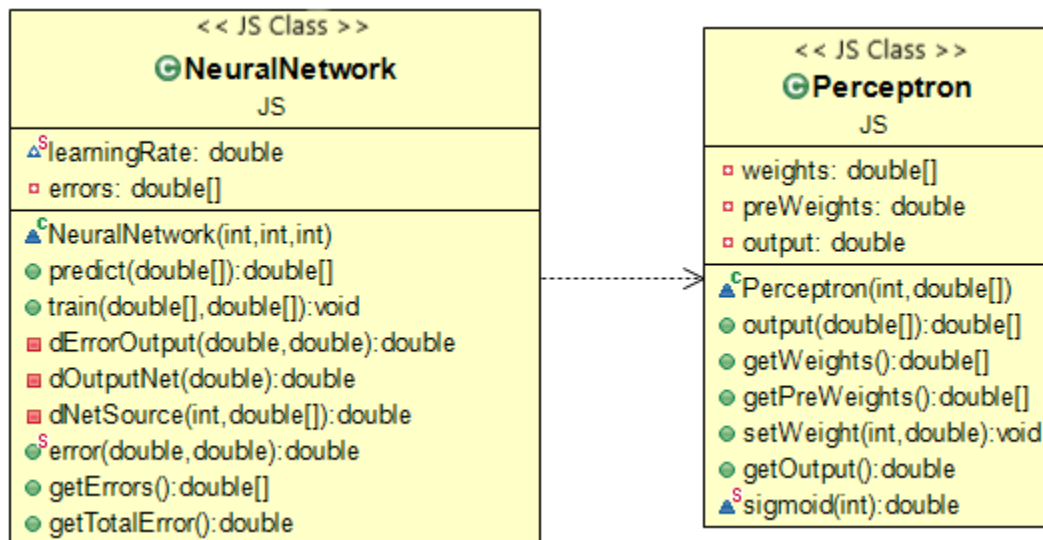 << JS Class >>
NeuralNetwork
JS
learningRate: double
errors: double[]
NeuralNetwork(int,int,int)
predict(double[]):double[]
train(double[],double[]):void
dErrorOutput(double,double):double
dOutputNet(double):double
dNetSource(int,double[]):double
error(double,double):double
getErrors():double[]
getTotalError():double
<< JS Class >>
Perceptron
JS
weights: double[]
preWeights: double
output: double
Perceptron(int,double[])
output(double[]):double[]
getWeights():double[]
getPreWeights():double[]
setWeight(int,double):void
getOutput():double
sigmoid(int):double